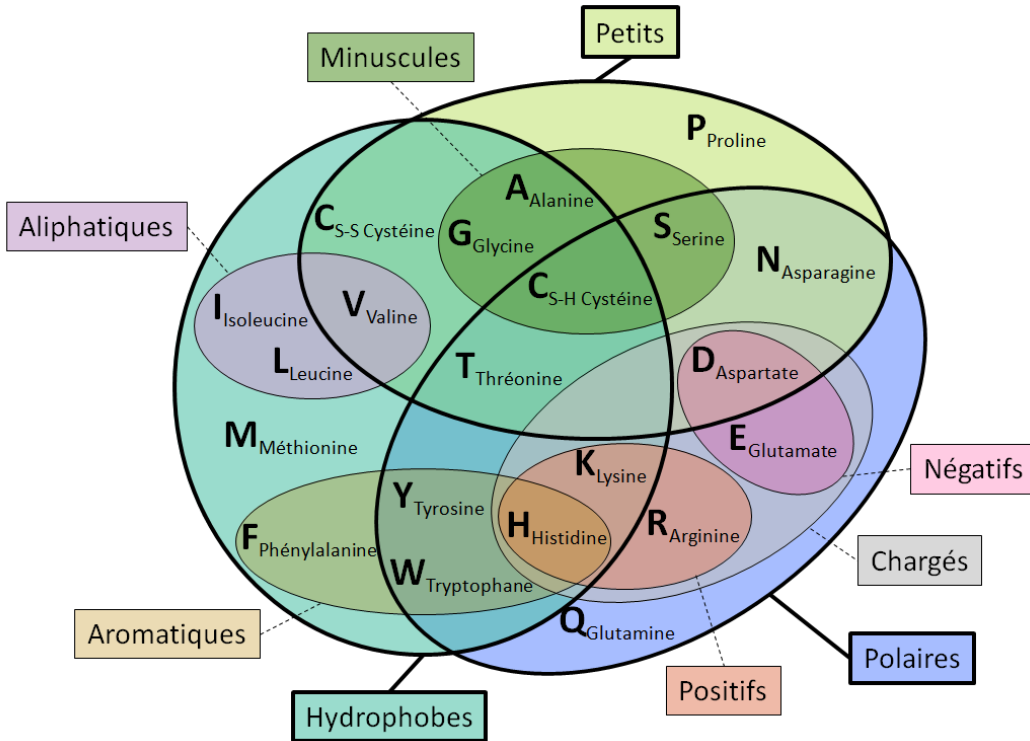 Petits
Minuscules
P Proline
A Alanine
Aliphatiques
C S-S Cystéine
G Glycine
S Serine
N Asparagine
C S-H Cystéine
I Isoleucine
V Valine
L Leucine
T Thréonine
D Aspartate
M Méthionine
E Glutamate
K Lysine
Négatifs
Y Tyrosine
F Phénylalanine
H Histidine
R Arginine
Chargés
W Tryptophane
Q Glutamine
Aromatiques
Polaires
Positifs
Hydrophobes